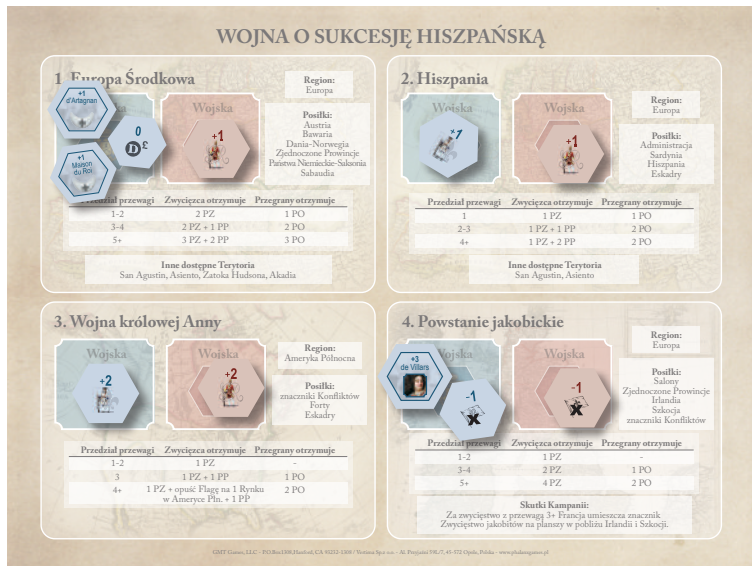 WOJNA O SUKCESJĘ HISZPAŃSKĄ
1. Europa Środkowa
Wojska
+1
d'Artagnan
+1
Maison
du Roi
0
D £
+1
Region:
Europa
Posiłki:
Austria
Bawaria
Dania-Norwegia
Zjednoczone Prowincje
Państwa Niemieckie-Saksonia
Sabaudia
Przedział przewagi Zwycięzca otrzymuje Przegrany otrzymuje
1-2 2 PZ 1 PO
3-4 2 PZ + 1 PP 2 PO
5+ 3 PZ + 2 PP 3 PO
Inne dostępne Terytoria
San Agustin, Asiento, Zatoka Hudsona, Akadia
2. Hiszpania
Wojska Wojska
+1
+1
Region:
Europa
Posiłki:
Administracja
Sardynia
Hiszpania
Eskadry
Przedział przewagi Zwycięzca otrzymuje Przegrany otrzymuje
1 1 PZ 1 PO
2-3 1 PZ + 1 PP 2 PO
4+ 1 PZ + 2 PP 2 PO
Inne dostępne Terytoria
San Agustin, Asiento
3. Wojna królowej Anny
Wojska Wojska
+2
+2
Region:
Ameryka Północna
Posiłki:
znaczniki Konfliktów
Forty
Eskadry
Przedział przewagi Zwycięzca otrzymuje Przegrany otrzymuje
1-2 1 PZ -
3 1 PZ + 1 PP 1 PO
4+ 1 PZ + opuść Flagę na 1 Rynku 2 PO
w Ameryce Płn. + 1 PP
4. Powstanie jakobickie
Wojska Wojska
+3
de Villars
-1
-1
Region:
Europa
Posiłki:
Salony
Zjednoczone Prowincje
Irlandia
Szkocja
znaczniki Konfliktów
Przedział przewagi Zwycięzca otrzymuje Przegrany otrzymuje
1-2 1 PZ -
3-4 2 PZ 1 PO
5+ 4 PZ 2 PO
Skutki Kampanii:
Za zwycięstwo z przewagą 3+ Francja umieszcza znacznik
Zwycięstwo jakobitów na planszy w pobliżu Irlandii i Szkocji.